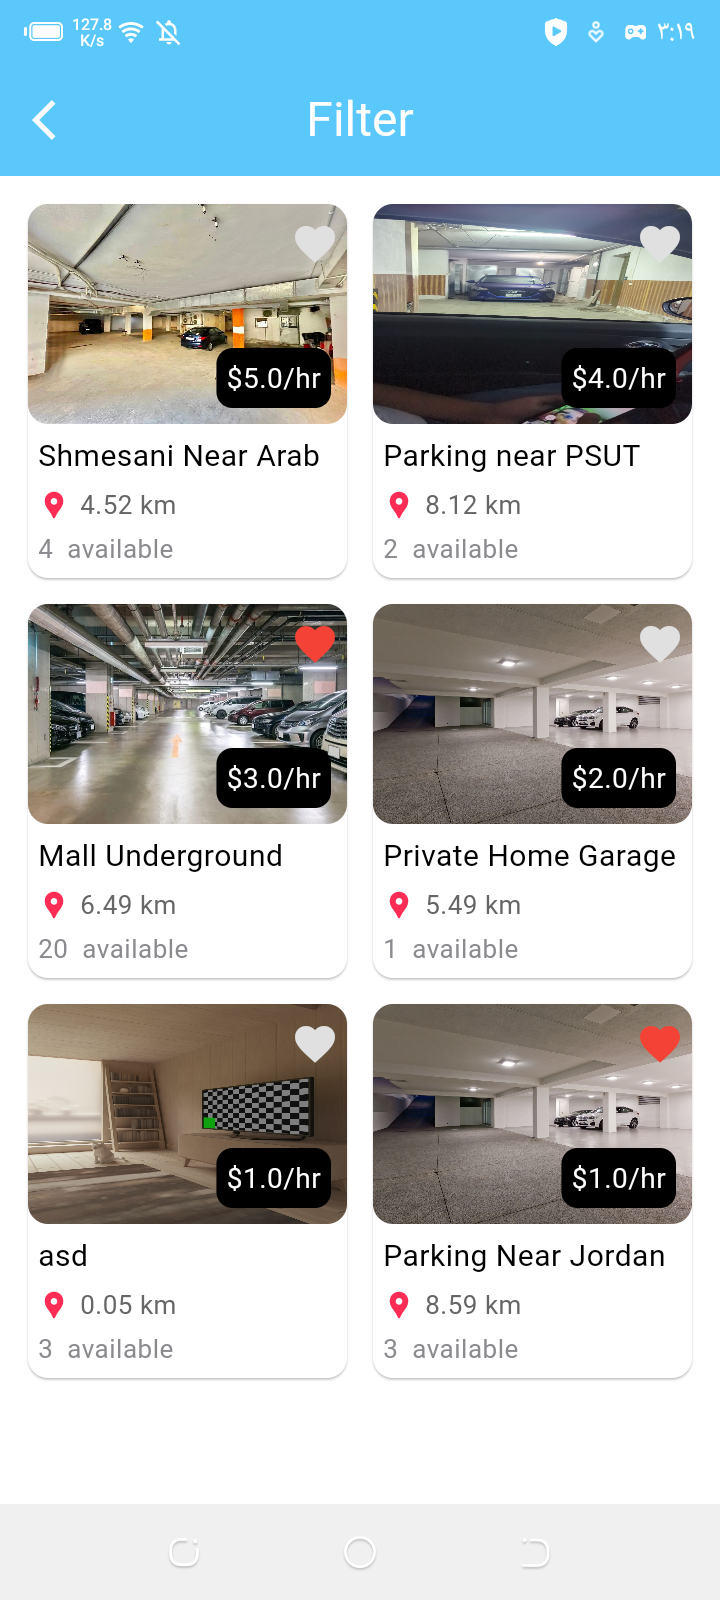 127.8
K/s
٣:١٩
Filter
$5.0/hr
$4.0/hr
Shmesani Near Arab
Parking near PSUT
4.52 km
8.12 km
4 available
2 available
$3.0/hr
$2.0/hr
Mall Underground
Private Home Garage
6.49 km
5.49 km
20 available
1 available
$1.0/hr
$1.0/hr
asd
Parking Near Jordan
0.05 km
8.59 km
3 available
3 available